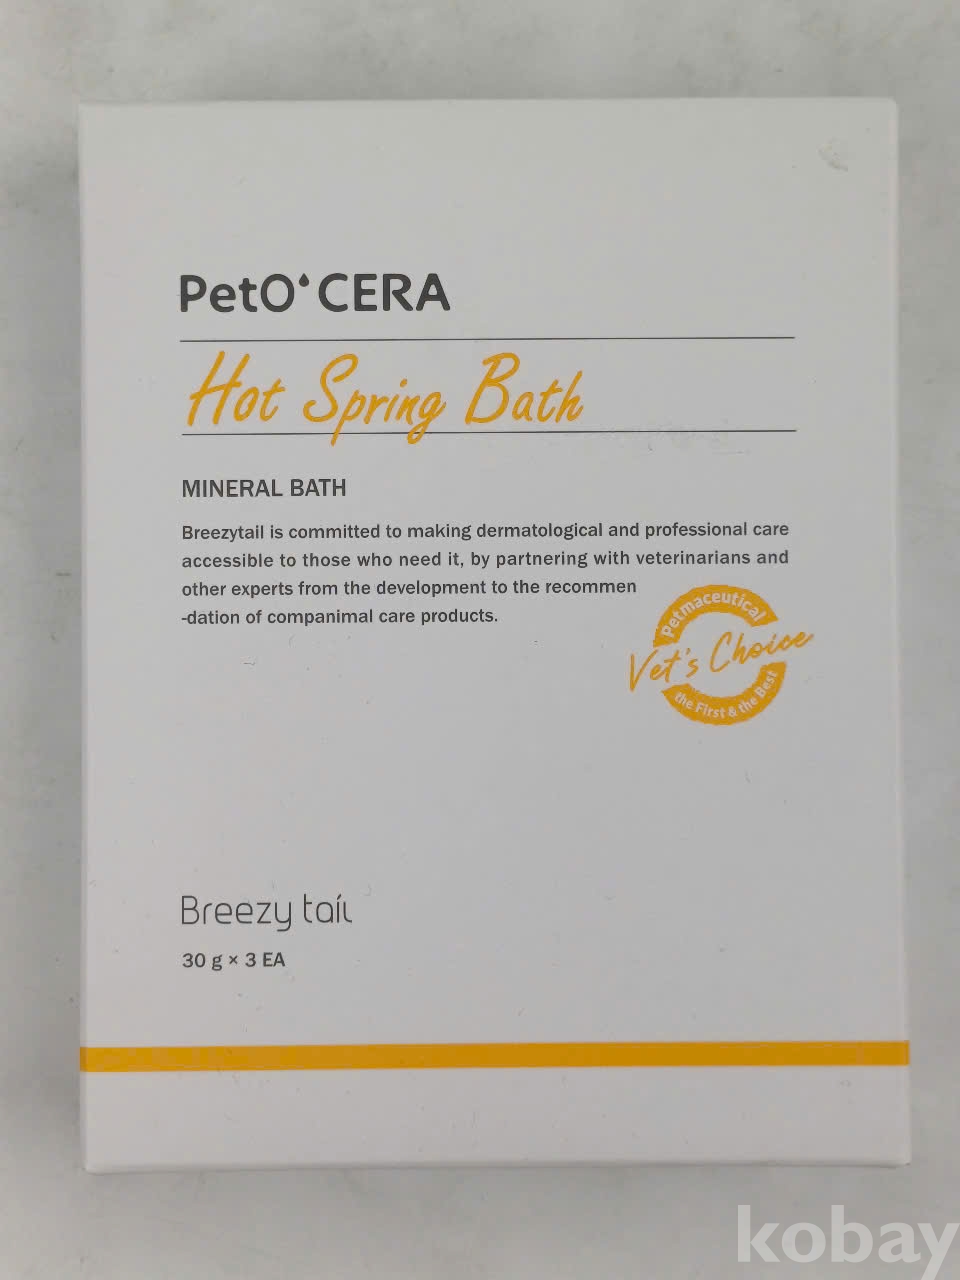 PetO'CERA
Hot Spring Bath
MINERAL BATH
Breezytail is committed to making dermatological and professional care
accessible to those who need it, by partnering with veterinarians and
other experts from the development to the recommen
-dation of companimal care products.
Petmaceutical
Vet's Choice
the First & the Best
Breezy tail
30 g × 3 EA
kobay